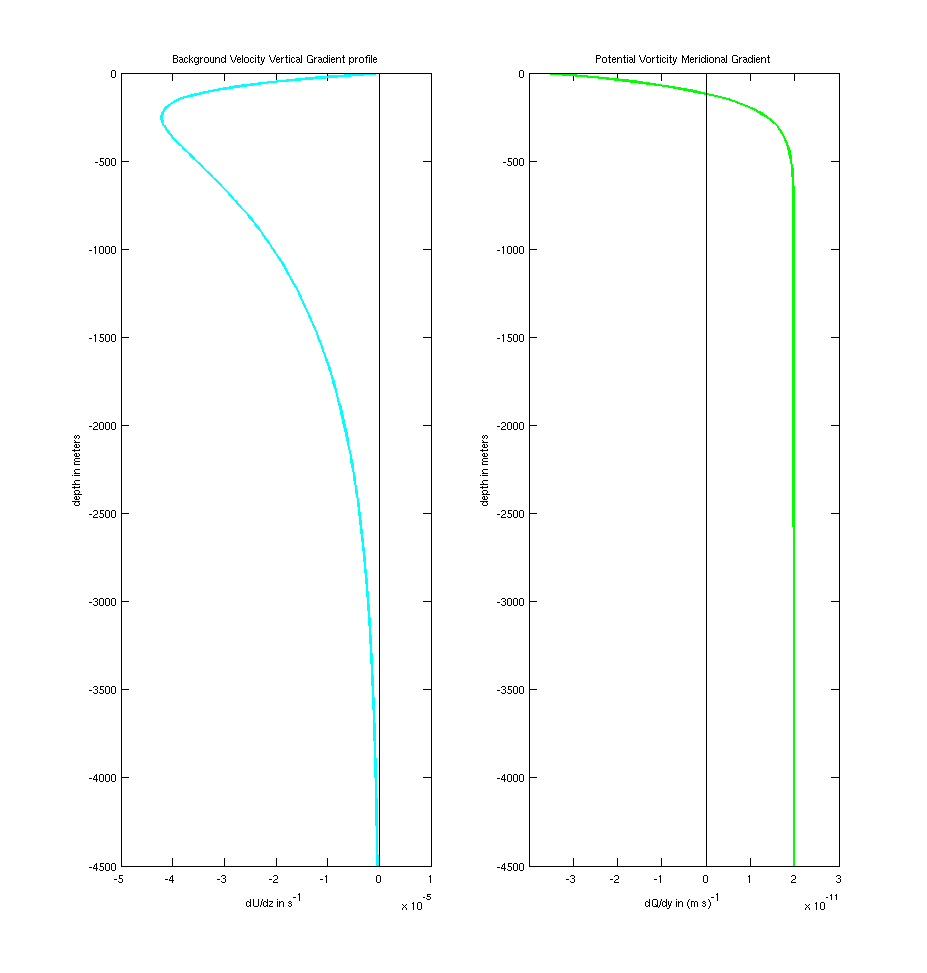 Background Velocity Vertical Gradient profile
0
-500
-1000
-1500
-2000
-2500
-3000
-3500
-4000
-4500
depth in meters
-5 -4 -3 -2 -1 0 1
dU/dz in s^-1
x 10^-5
Potential Vorticity Meridional Gradient
0
-500
-1000
-1500
-2000
-2500
-3000
-3500
-4000
-4500
depth in meters
-3 -2 -1 0 1 2 3
dQ/dy in (m s)^-1
x 10^-11